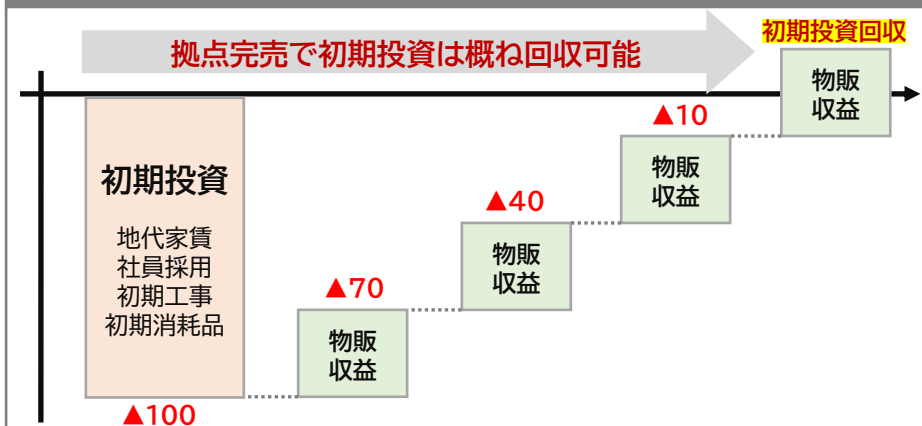 初期投資回収
拠点完売で初期投資は概ね回収可能
物販
収益
▲10
初期投資
地代家賃
社員採用
初期工事
初期消耗品
物販
収益
▲40
物販
収益
▲70
物販
収益
▲100